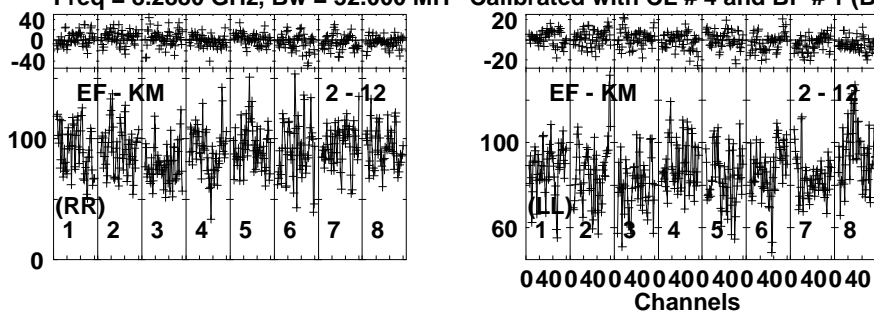 Freq = 8.2880 GHz, Bw = 32.000 MH Calibrated with CL # 4 and BP # 1 (B
40
0
-40
EF - KM 2 - 12
100
(RR)
1 2 3 4 5 6 7 8
0
20
-20
EF - KM 2 - 12
100
(LL)
60
1 2 3 4 5 6 7 8
0 40 0 40 0 40 0 40 0 40 0 40 0 40 0 40 0
Channels